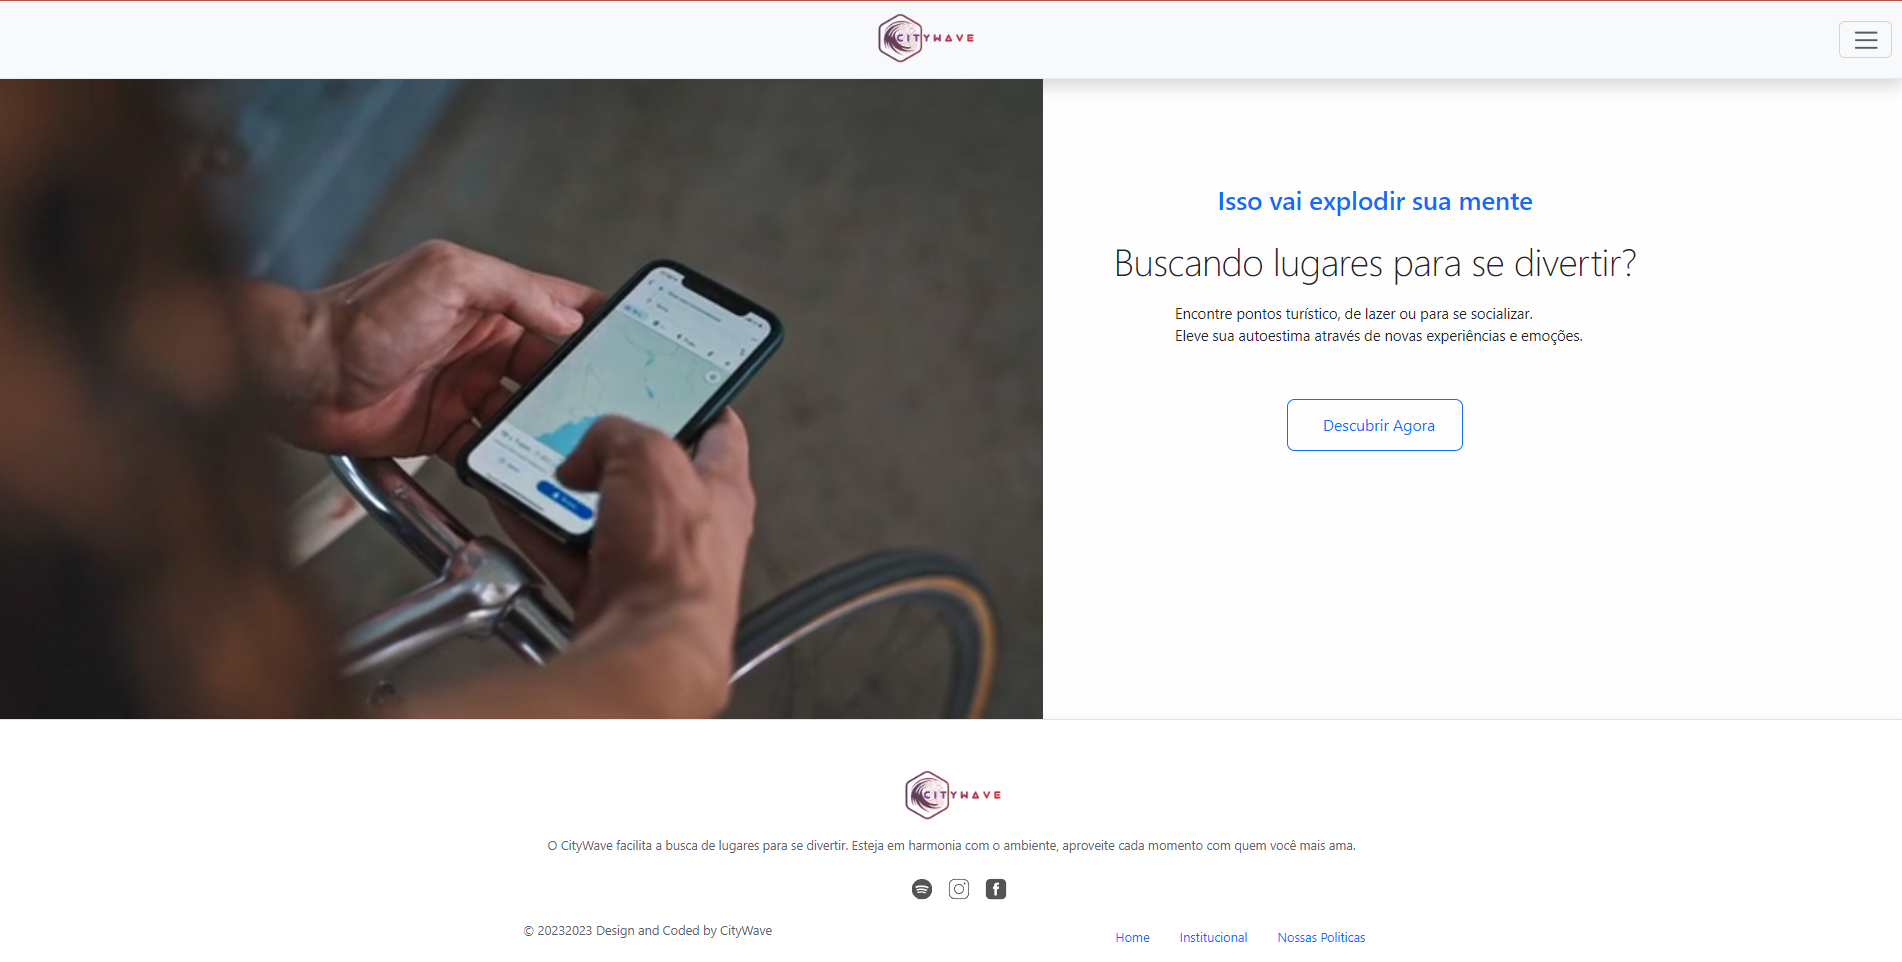 CITYWAVE
Isso vai explodir sua mente
Buscando lugares para se divertir?
Encontre pontos turístico, de lazer ou para se socializar.
Eleve sua autoestima através de novas experiências e emoções.
Descubrir Agora
CITYWAVE
O CityWave facilita a busca de lugares para se divertir. Esteja em harmonia com o ambiente, aproveite cada momento com quem você mais ama.
© 20232023 Design and Coded by CityWave
Home Institucional Nossas Politicas